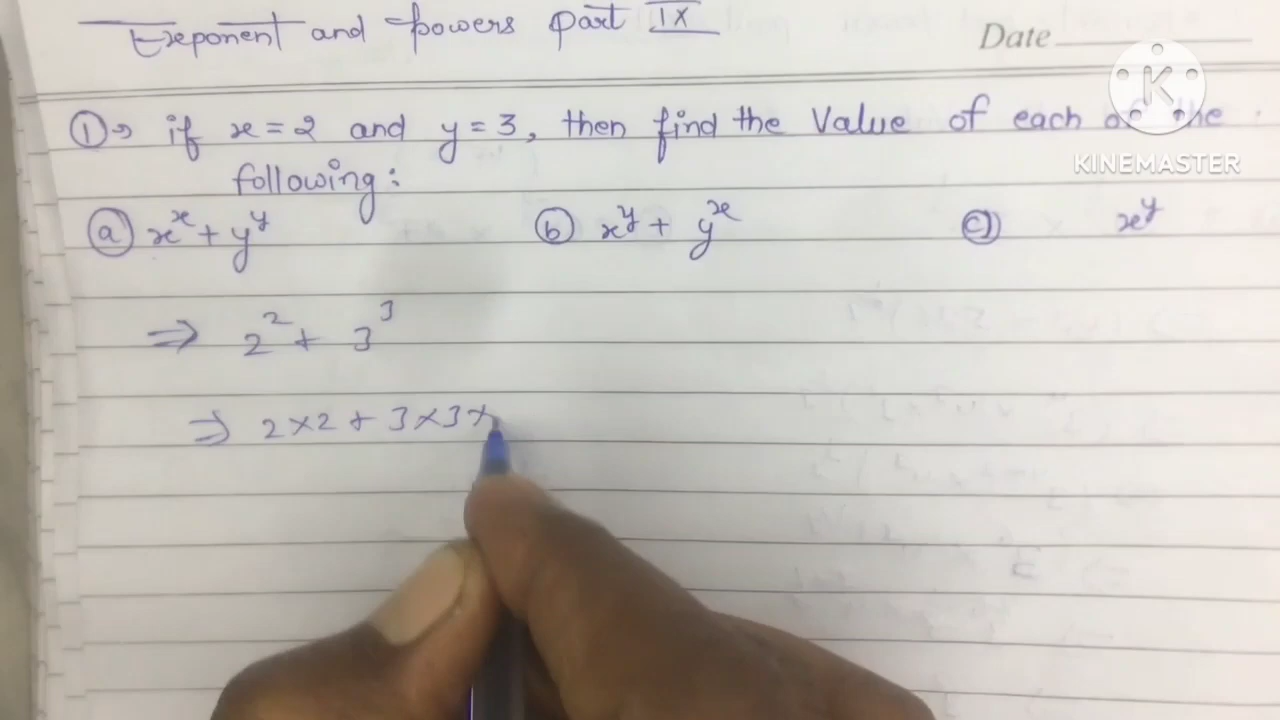 Exponent and powers part IX
Date
K
KINEMASTER
① → if x = 2 and y = 3, then find the Value of each of the
following:
ⓐ x^x + y^y ⓑ x^y + y^x ⓒ x^y
⇒ 2^2 + 3^3
⇒ 2×2 + 3×3×